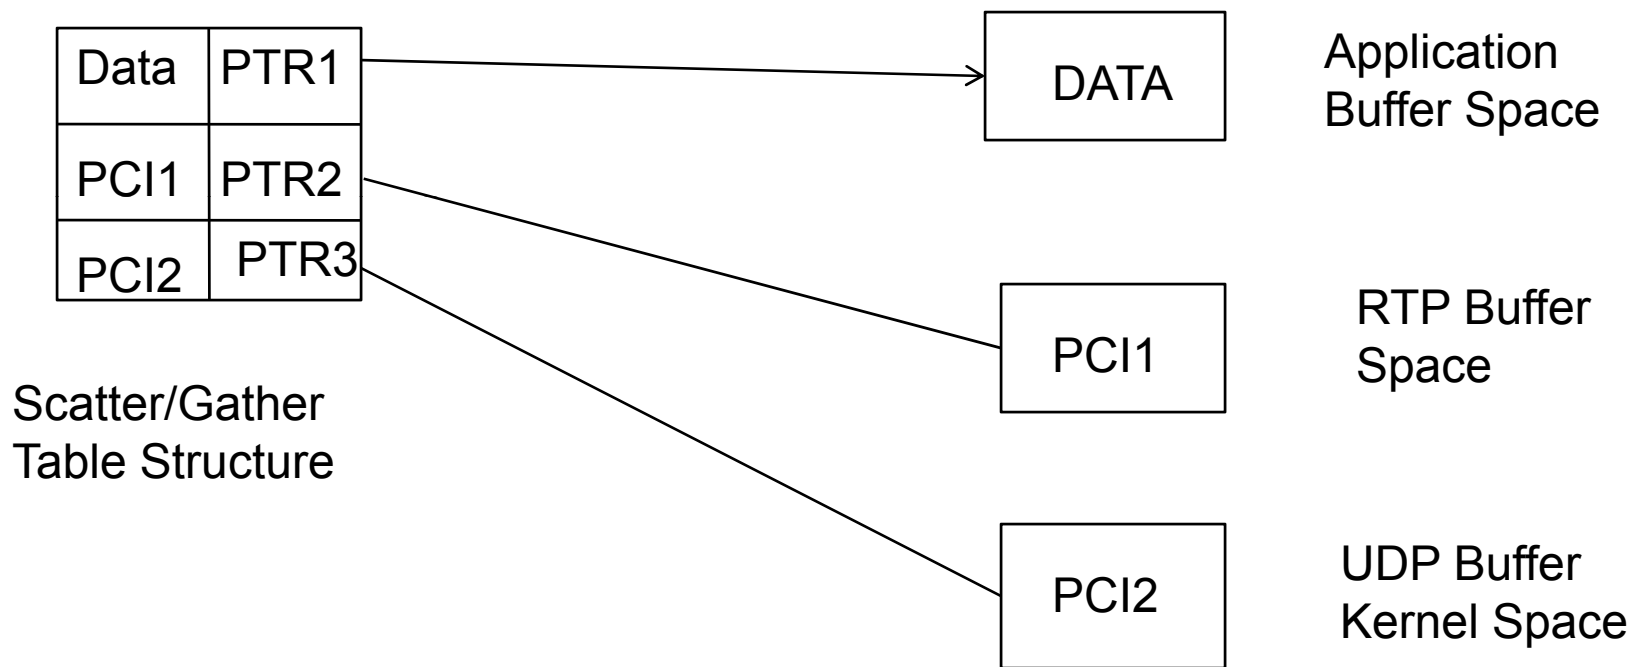 Data PTR1
PCI1 PTR2
PCI2 PTR3
Scatter/Gather
Table Structure
DATA
Application
Buffer Space
PCI1
RTP Buffer
Space
PCI2
UDP Buffer
Kernel Space